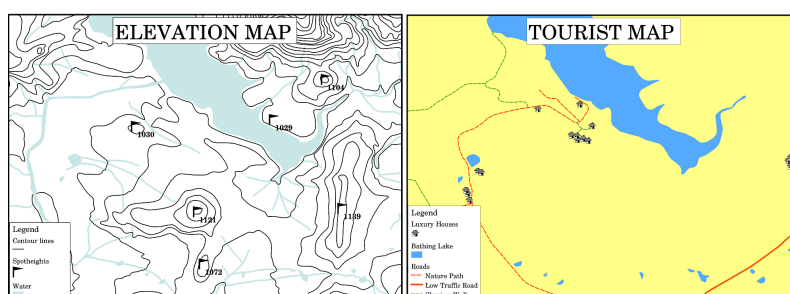 ELEVATION MAP
1104
1029
1030
1139
1121
1072
Legend
Contour lines
Spotheights
Water
TOURIST MAP
Legend
Luxury Houses
Bathing Lake
Roads
Nature Path
Low Traffic Road